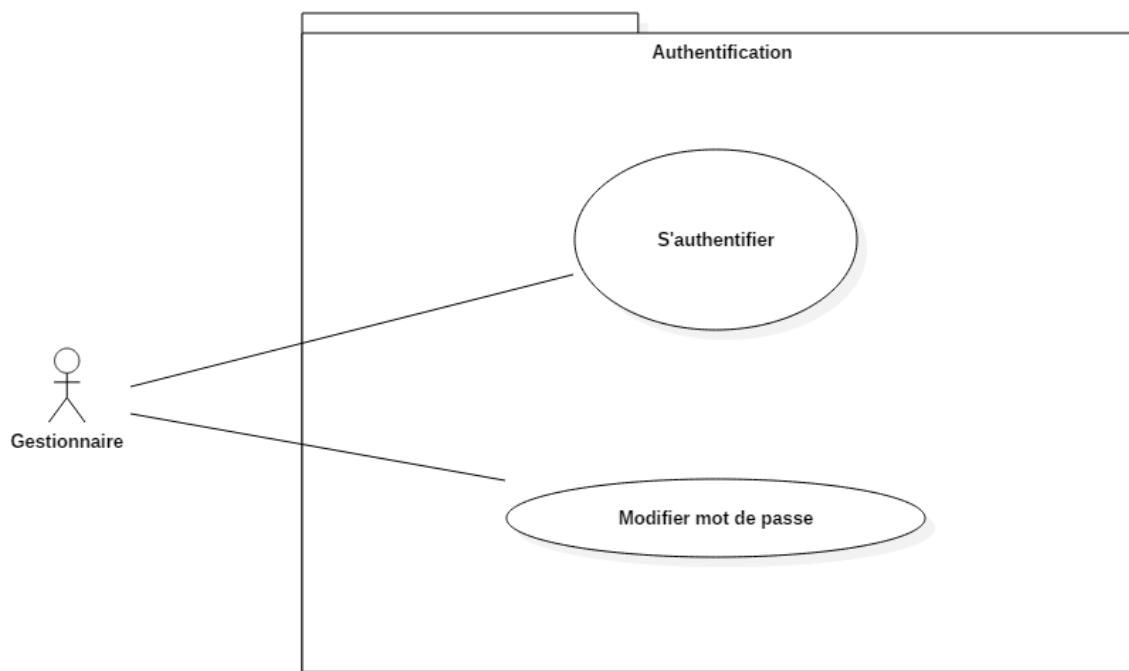 Authentification
S'authentifier
Gestionnaire
Modifier mot de passe